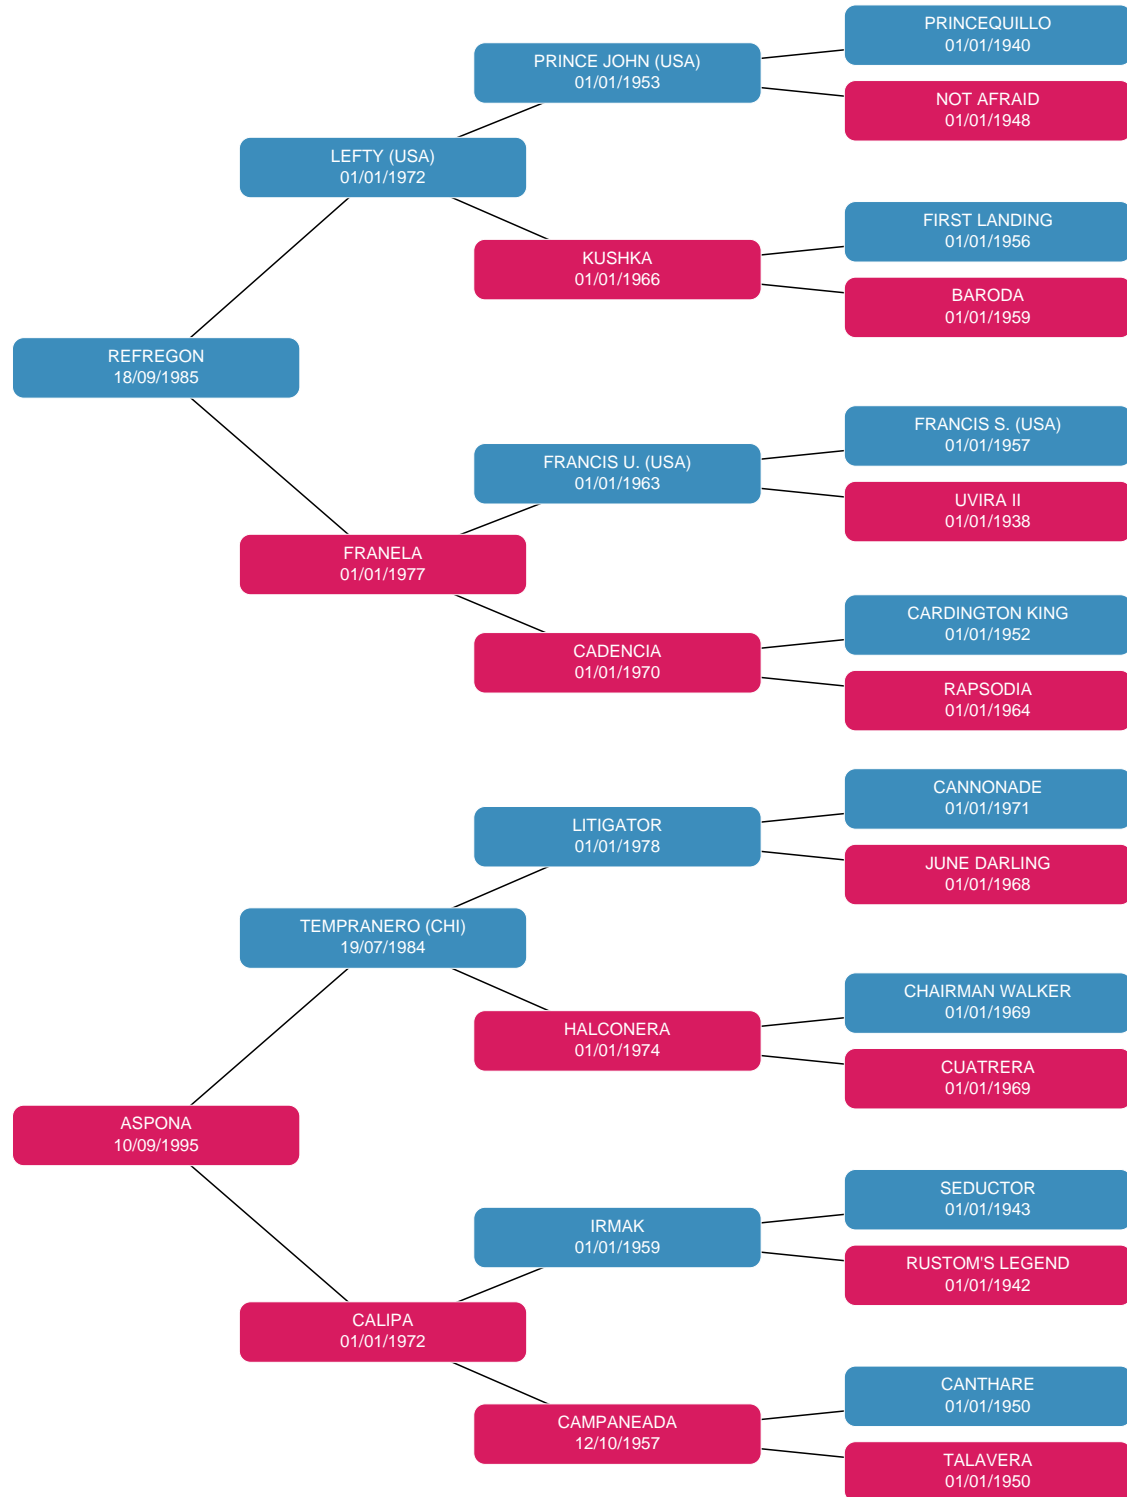 PRINCEQUILLO
01/01/1940
PRINCE JOHN (USA)
01/01/1953
NOT AFRAID
01/01/1948
LEFTY (USA)
01/01/1972
FIRST LANDING
01/01/1956
KUSHKA
01/01/1966
BARODA
01/01/1959
REFREGON
18/09/1985
FRANCIS S. (USA)
01/01/1957
FRANCIS U. (USA)
01/01/1963
UVIRA II
01/01/1938
FRANELA
01/01/1977
CARDINGTON KING
01/01/1952
CADENCIA
01/01/1970
RAPSODIA
01/01/1964
CANNONADE
01/01/1971
LITIGATOR
01/01/1978
JUNE DARLING
01/01/1968
TEMPRANERO (CHI)
19/07/1984
CHAIRMAN WALKER
01/01/1969
HALCONERA
01/01/1974
CUATRERA
01/01/1969
ASPONA
10/09/1995
SEDUCTOR
01/01/1943
IRMAK
01/01/1959
RUSTOM'S LEGEND
01/01/1942
CALIPA
01/01/1972
CANTHARE
01/01/1950
CAMPANEADA
12/10/1957
TALAVERA
01/01/1950